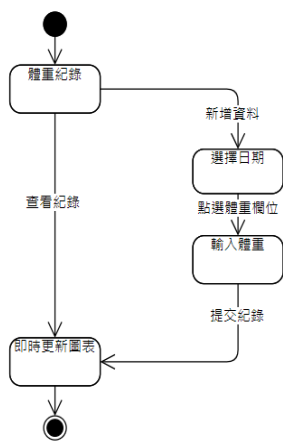 體重紀錄
新增資料
選擇日期
查看紀錄
點選體重欄位
輸入體重
提交紀錄
即時更新圖表